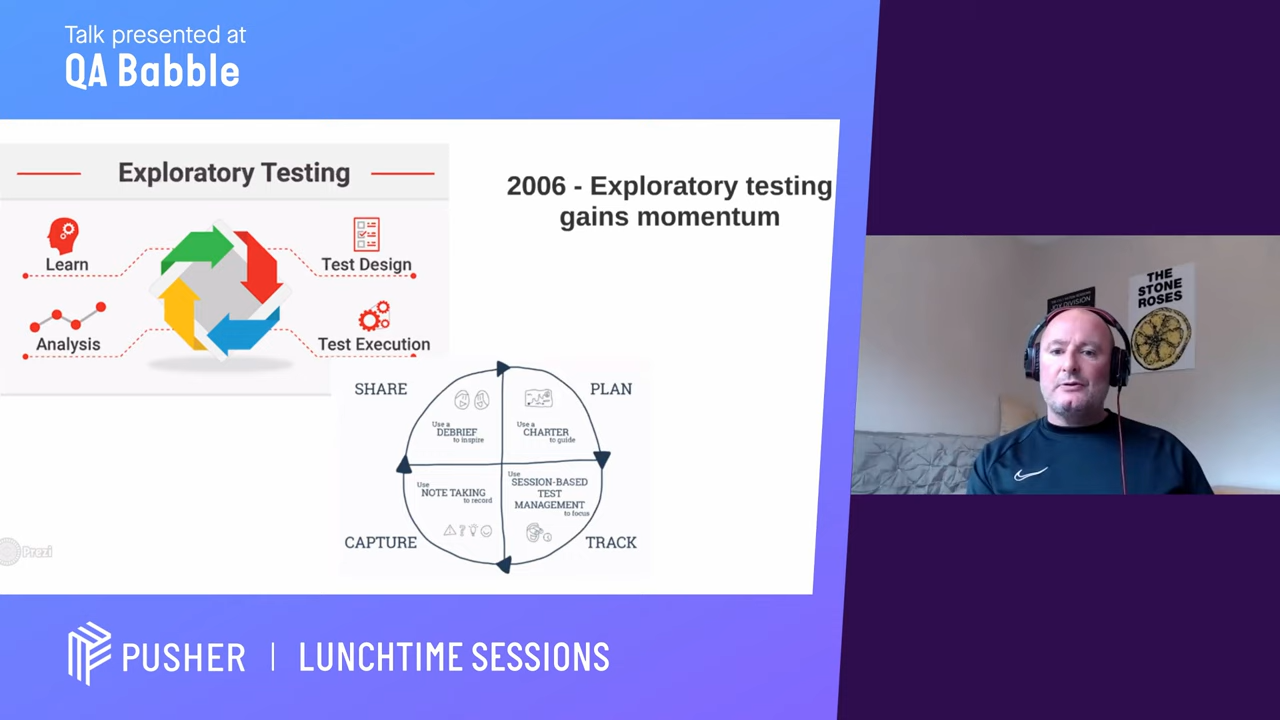 Talk presented at
QA Babble
Exploratory Testing
Learn
Test Design
Analysis
Test Execution
2006 - Exploratory testing
gains momentum
SHARE
PLAN
Use a
DEBRIEF
to inspire
Use a
CHARTER
to guide
Use
NOTE TAKING
to record
Use
SESSION-BASED
TEST
MANAGEMENT
to focus
CAPTURE
TRACK
Prezi
THE
STONE
ROSES
JOY DIVISION
PUSHER | LUNCHTIME SESSIONS